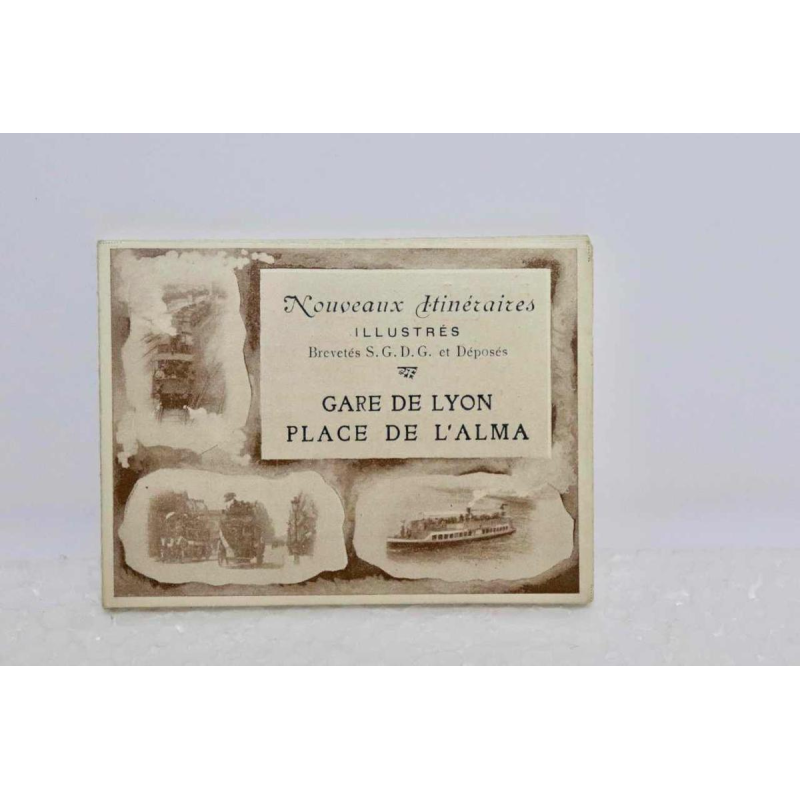 Nouveaux Itinéraires
ILLUSTRÉS
Brevetés S.G.D.G. et Déposés
GARE DE LYON
PLACE DE L'ALMA